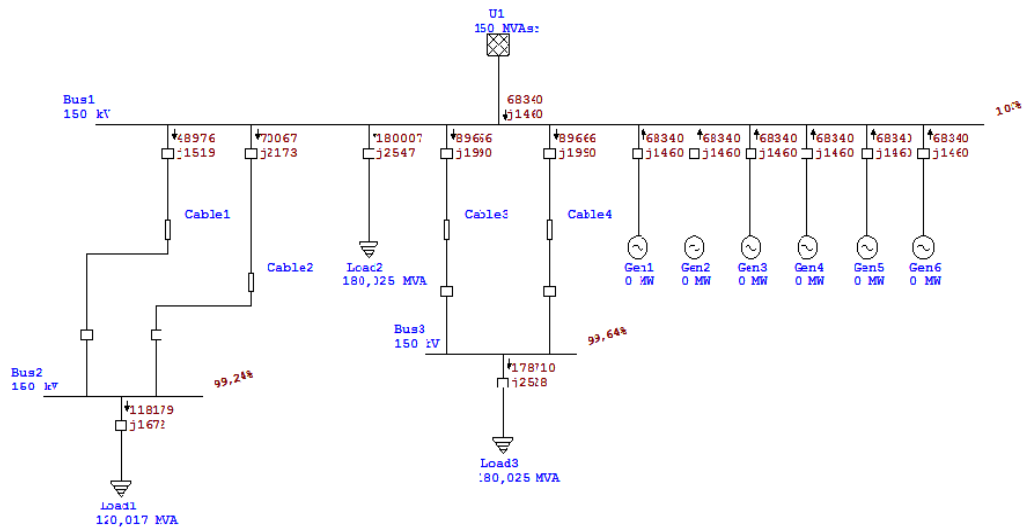 U1
150 MVAsc
68340
j1460
Bus1
150 kV
10%
48976
j1519
70067
j2173
180007
j2547
89666
j1990
89666
j1990
68340
j1460
68340
j1460
68340
j1460
68340
j1460
68340
j1460
68340
j1460
Cable1
Cable3
Cable4
Cable2
Load2
180,025 MVA
Gen1
0 MW
Gen2
0 MW
Gen3
0 MW
Gen4
0 MW
Gen5
0 MW
Gen6
0 MW
Bus3
150 kV
99,64%
178710
j2528
Bus2
150 kV
99,24%
118179
j1672
Load3
180,025 MVA
Load1
120,017 MVA